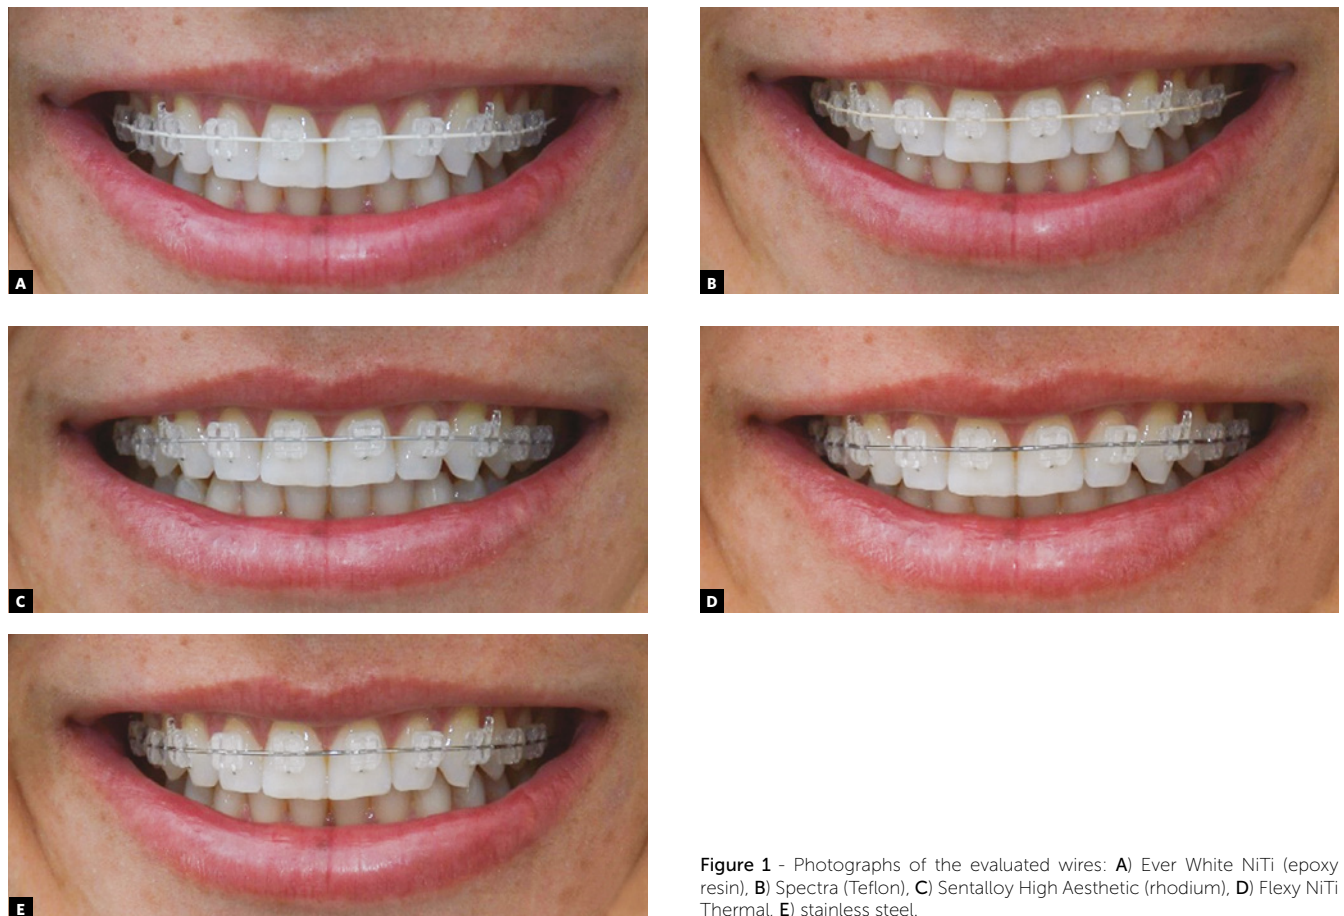 A
B
C
D
E
Figure 1 - Photographs of the evaluated wires: A) Ever White NiTi (epoxy
resin), B) Spectra (Teflon), C) Sentalloy High Aesthetic (rhodium), D) Flexy NiTi
Thermal, E) stainless steel.